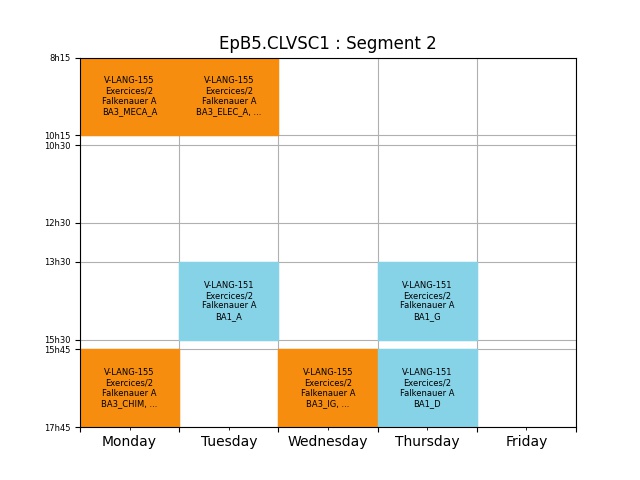 EpB5.CLVSC1 : Segment 2
8h15
V-LANG-155
Exercices/2
Falkenauer A
BA3_MECA_A
V-LANG-155
Exercices/2
Falkenauer A
BA3_ELEC_A, ...
10h15
10h30
12h30
13h30
V-LANG-151
Exercices/2
Falkenauer A
BA1_A
V-LANG-151
Exercices/2
Falkenauer A
BA1_G
15h30
15h45
V-LANG-155
Exercices/2
Falkenauer A
BA3_CHIM, ...
V-LANG-155
Exercices/2
Falkenauer A
BA3_IG, ...
V-LANG-151
Exercices/2
Falkenauer A
BA1_D
17h45
Monday
Tuesday
Wednesday
Thursday
Friday